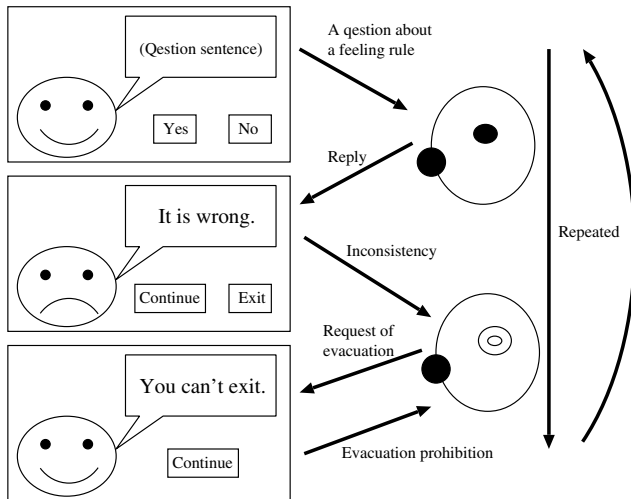 A qestion about
a feeling rule
(Qestion sentence)
Yes
No
Reply
It is wrong.
Continue
Exit
Inconsistency
Repeated
Request of
evacuation
You can't exit.
Continue
Evacuation prohibition